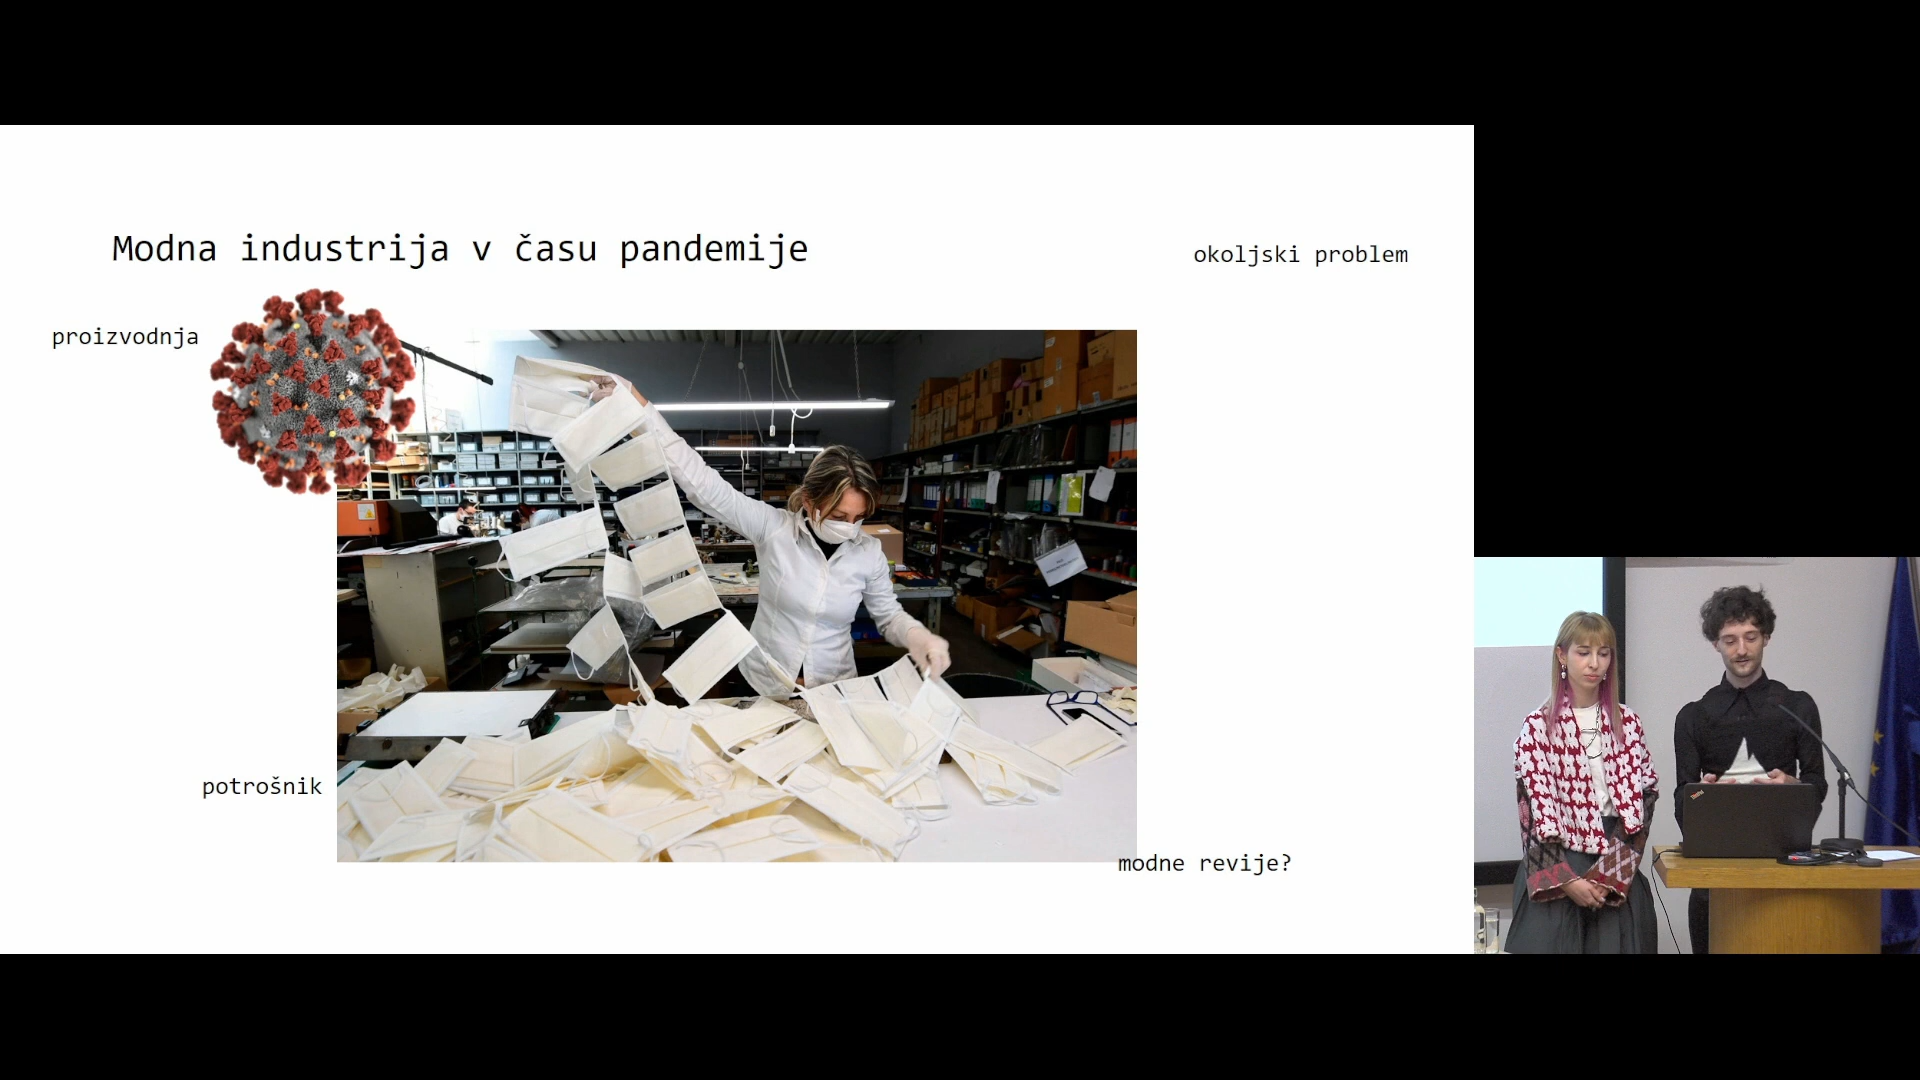 Modna industrija v času pandemije
okoljski problem
proizvodnja
potrošnik
modne revije?